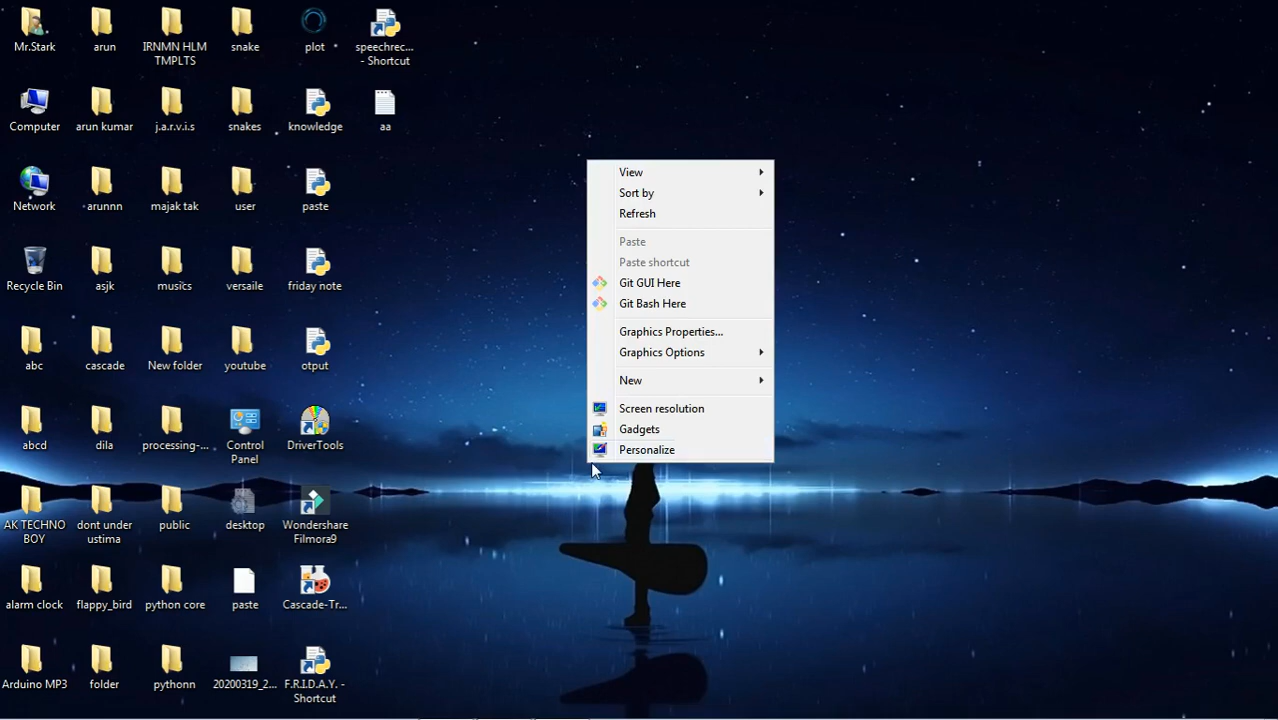 Mr.Stark
arun
IRNMN HLM
TMPLTS
snake
plot
speechrec...
- Shortcut
Computer
arun kumar
j.a.r.v.i.s
snakes
knowledge
aa
Network
arunnn
majak tak
user
paste
Recycle Bin
asjk
musics
versaile
friday note
abc
cascade
New folder
youtube
otput
abcd
dila
processing-...
Control
Panel
DriverTools
AK TECHNO
BOY
dont under
ustima
public
desktop
Wondershare
Filmora9
alarm clock
flappy_bird
python core
paste
Cascade-Tr...
Arduino MP3
folder
pythonn
20200319_2...
F.R.I.D.A.Y. -
Shortcut
View
Sort by
Refresh
Paste
Paste shortcut
Git GUI Here
Git Bash Here
Graphics Properties...
Graphics Options
New
Screen resolution
Gadgets
Personalize